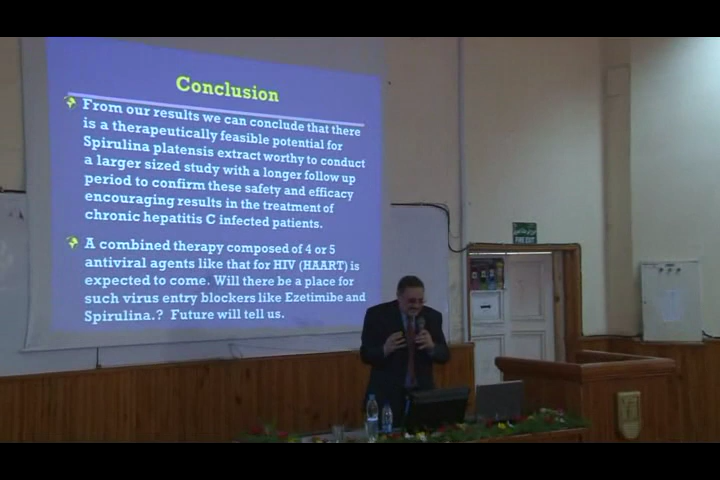 Conclusion
From our results we can conclude that there
is a therapeutically feasible potential for
Spirulina platensis extract worthy to conduct
a larger sized study with a longer follow up
period to confirm these safety and efficacy
encouraging results in the treatment of
chronic hepatitis C infected patients.
A combined therapy composed of 4 or 5
antiviral agents like that for HIV (HAART) is
expected to come. Will there be a place for
such virus entry blockers like Ezetimibe and
Spirulina.? Future will tell us.